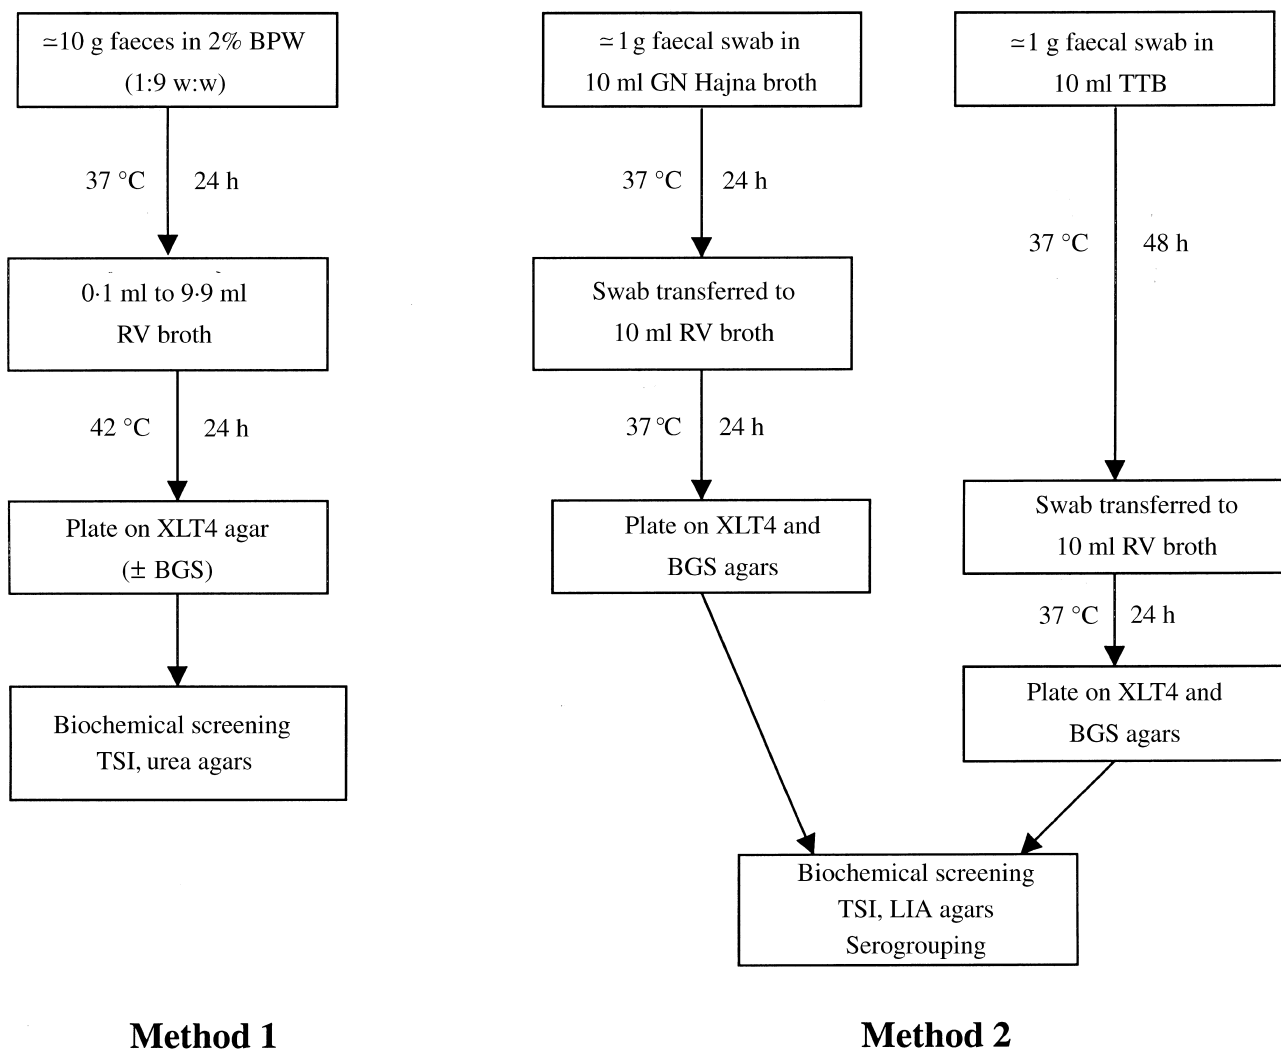 ≃10 g faeces in 2% BPW
(1:9 w:w)
37 °C 24 h
0·1 ml to 9·9 ml
RV broth
42 °C 24 h
Plate on XLT4 agar
(± BGS)
Biochemical screening
TSI, urea agars
Method 1
≃1 g faecal swab in
10 ml GN Hajna broth
37 °C 24 h
Swab transferred to
10 ml RV broth
37 °C 24 h
Plate on XLT4 and
BGS agars
≃1 g faecal swab in
10 ml TTB
37 °C 48 h
Swab transferred to
10 ml RV broth
37 °C 24 h
Plate on XLT4 and
BGS agars
Biochemical screening
TSI, LIA agars
Serogrouping
Method 2